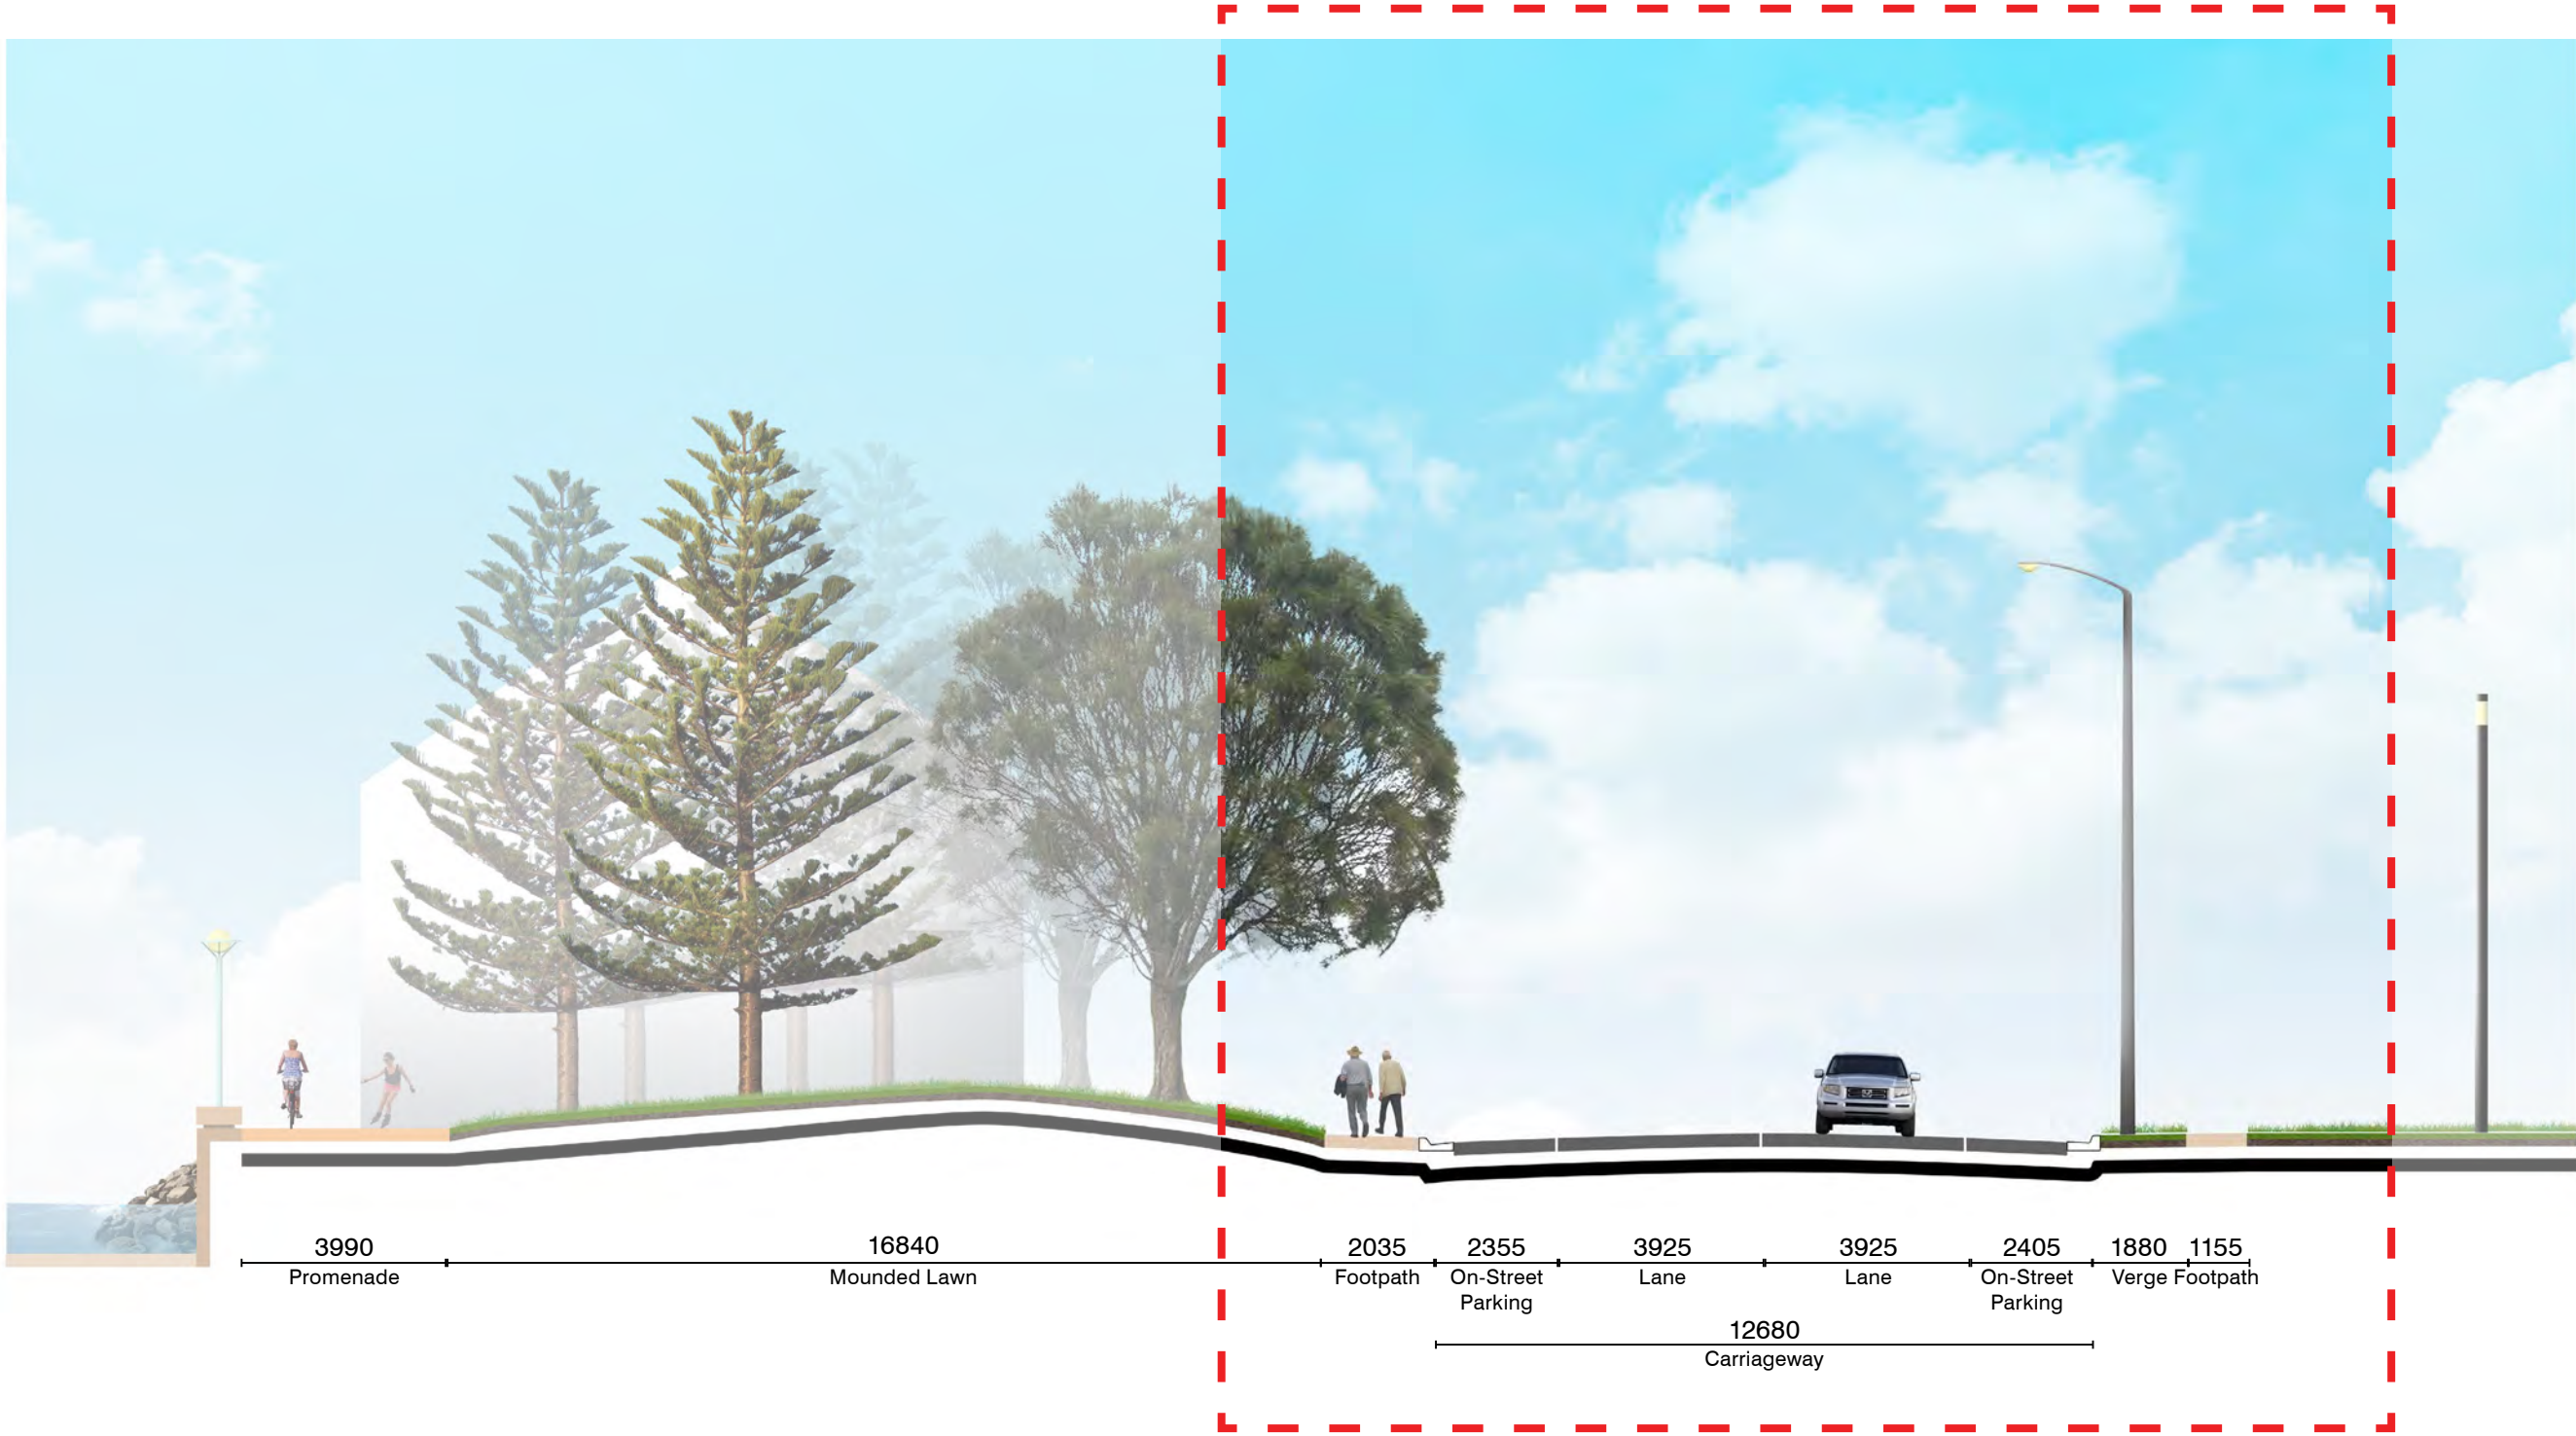 3990
Promenade
16840
Mounded Lawn
2035
Footpath
2355
On-Street
Parking
3925
Lane
3925
Lane
2405
On-Street
Parking
1880
Verge
1155
Footpath
12680
Carriageway